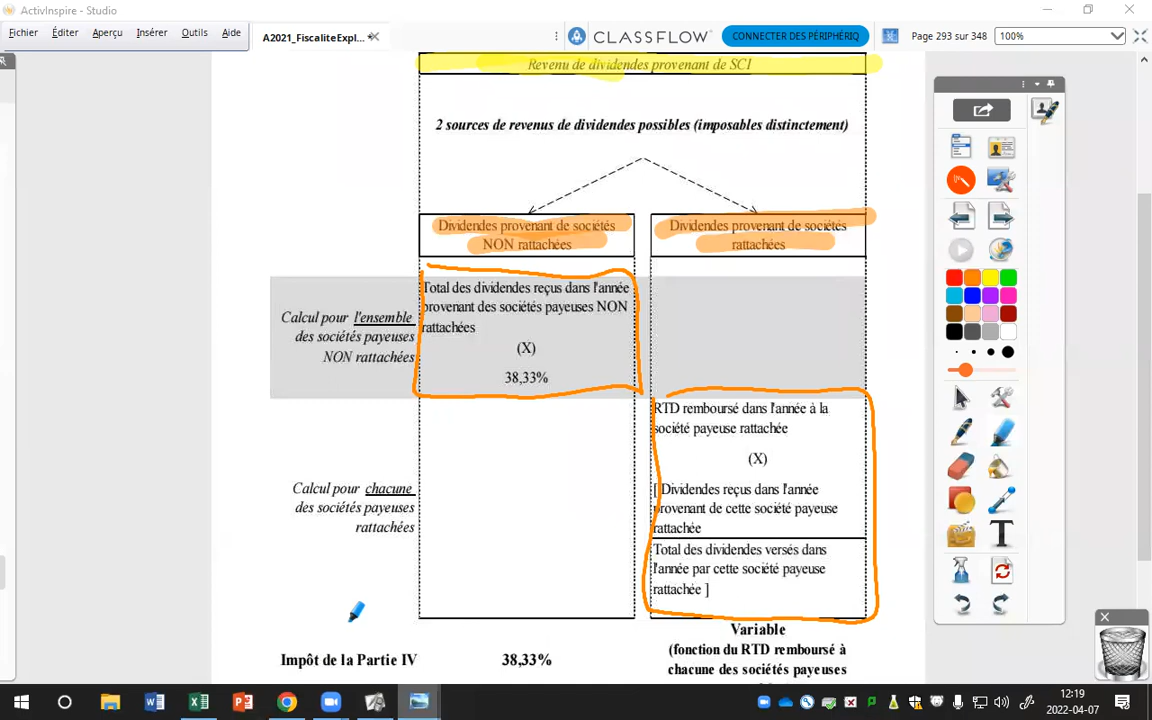 ActivInspire - Studio
Fichier Éditer Aperçu Insérer Outils Aide
A2021_FiscaliteExpl...
CLASSFLOW™
CONNECTER DES PÉRIPHÉRIQ
Page 293 sur 348
100%
Revenu de dividendes provenant de SCI
2 sources de revenus de dividendes possibles (imposables distinctement)
Dividendes provenant de sociétés
NON rattachées
Dividendes provenant de sociétés
rattachées
Calcul pour l'ensemble
des sociétés payeuses
NON rattachées
Total des dividendes reçus dans l'année
provenant des sociétés payeuses NON
rattachées
(X)
38,33%
Calcul pour chacune
des sociétés payeuses
rattachées
RTD remboursé dans l'année à la
société payeuse rattachée
(X)
[ Dividendes reçus dans l'année
provenant de cette société payeuse
rattachée
Total des dividendes versés dans
l'année par cette société payeuse
rattachée ]
Impôt de la Partie IV
38,33%
Variable
(fonction du RTD remboursé à
chacune des sociétés payeuses
12:19
2022-04-07